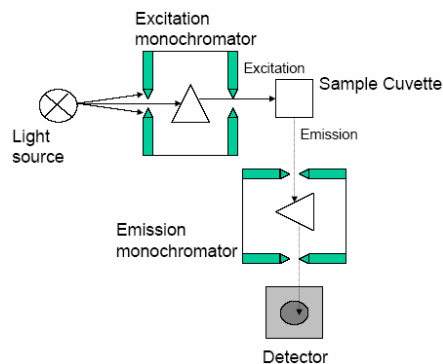 Excitation
monochromator
Excitation
Sample Cuvette
Light
source
Emission
Emission
monochromator
Detector